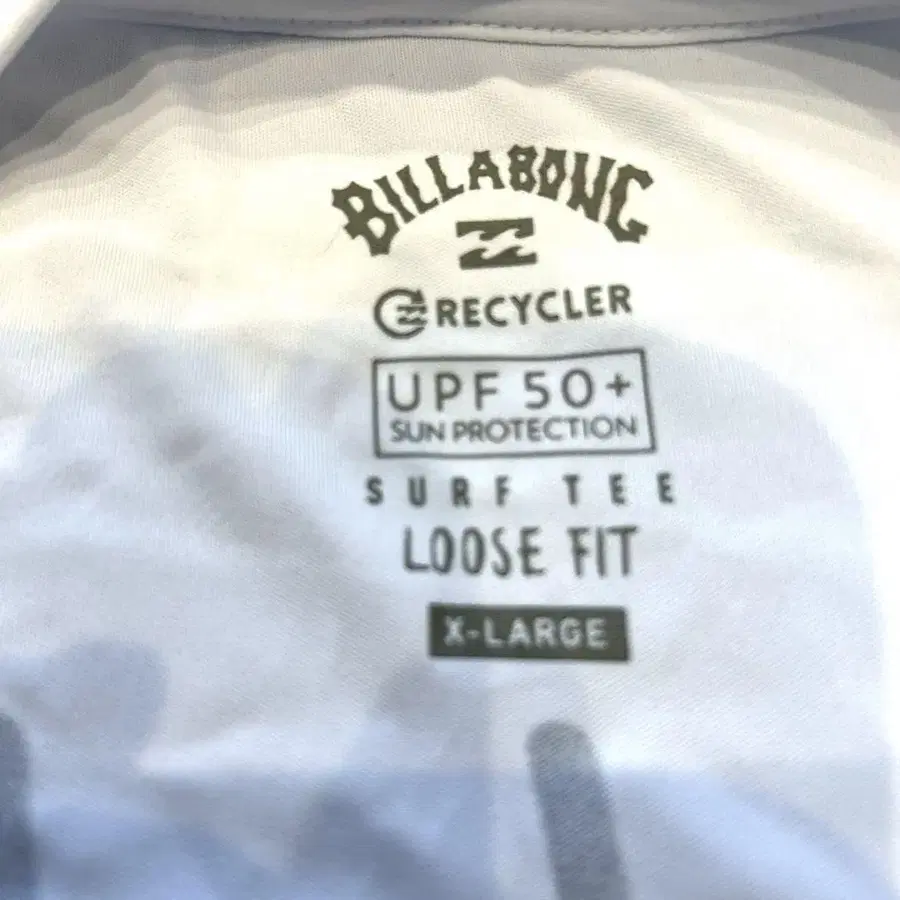 BILLABONG
RECYCLER
UPF 50+
SUN PROTECTION
SURF TEE
LOOSE FIT
X-LARGE